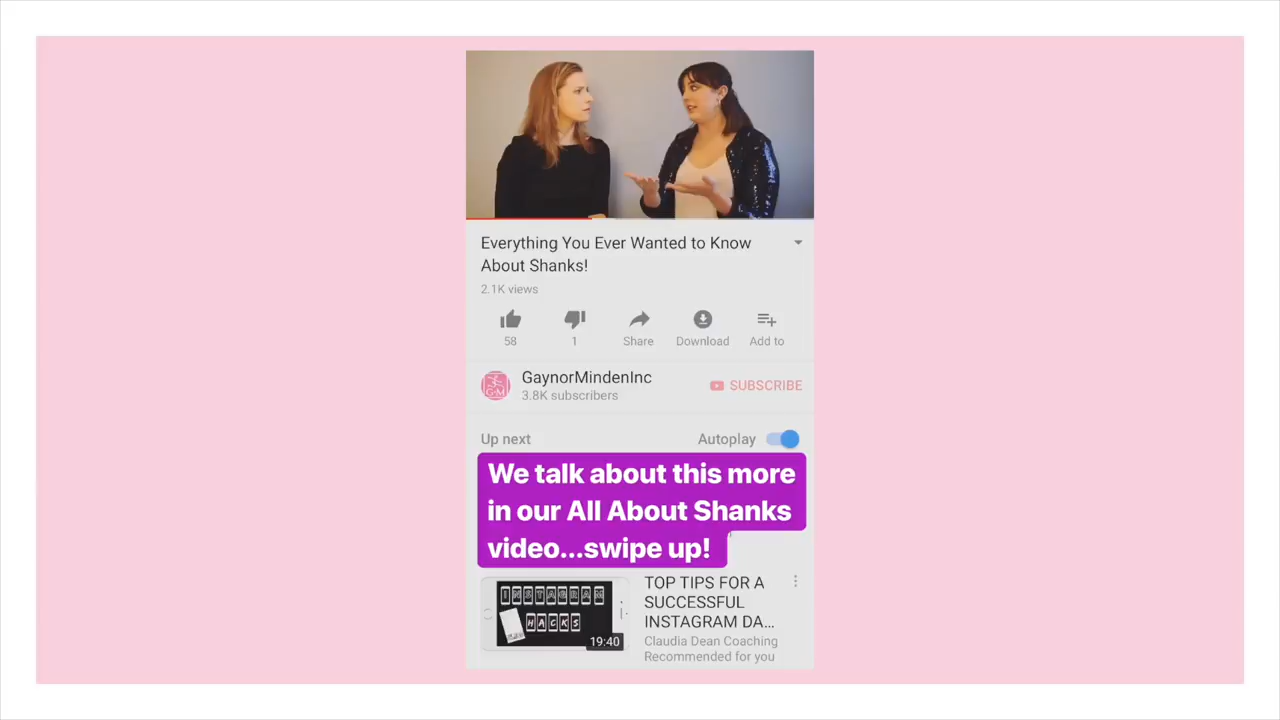 Everything You Ever Wanted to Know
About Shanks!
2.1K views
58
1
Share
Download
Add to
GaynorMindenInc
3.8K subscribers
SUBSCRIBE
Up next
Autoplay
We talk about this more
in our All About Shanks
video...swipe up!
INSTAGRAM
HACKS
19:40
TOP TIPS FOR A
SUCCESSFUL
INSTAGRAM DA...
Claudia Dean Coaching
Recommended for you